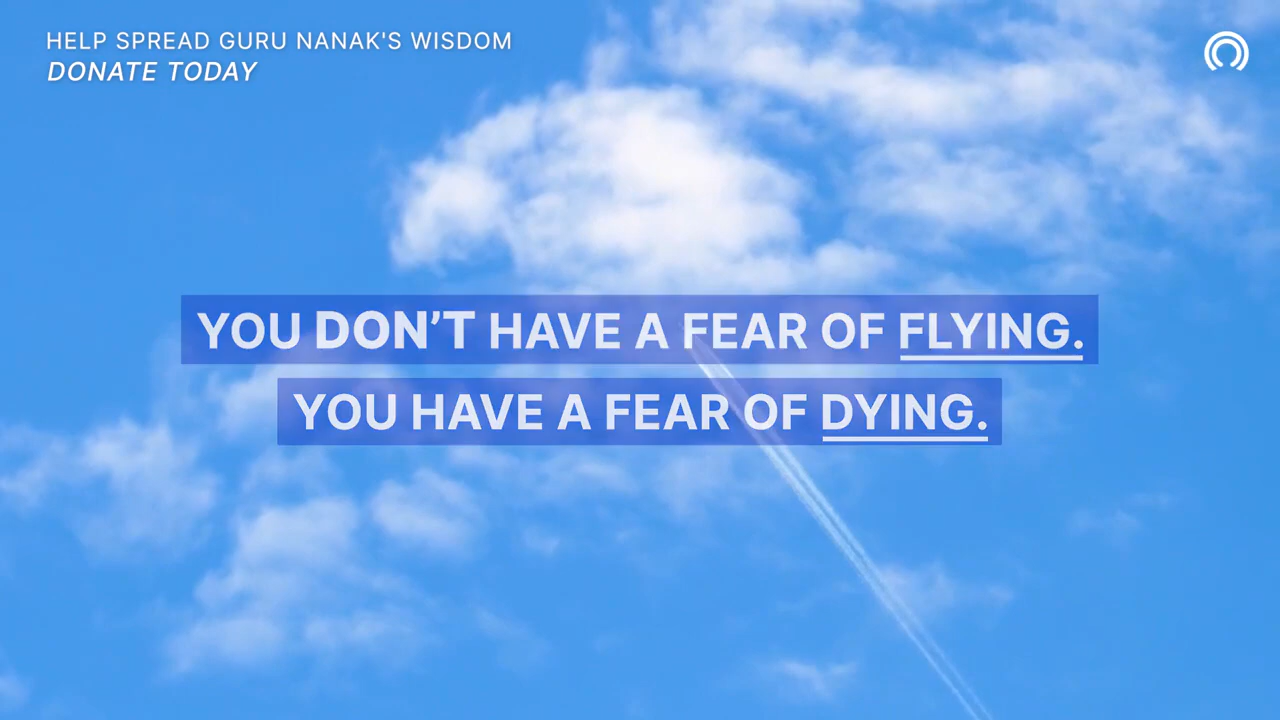 HELP SPREAD GURU NANAK'S WISDOM
DONATE TODAY
YOU DON’T HAVE A FEAR OF FLYING.
YOU HAVE A FEAR OF DYING.